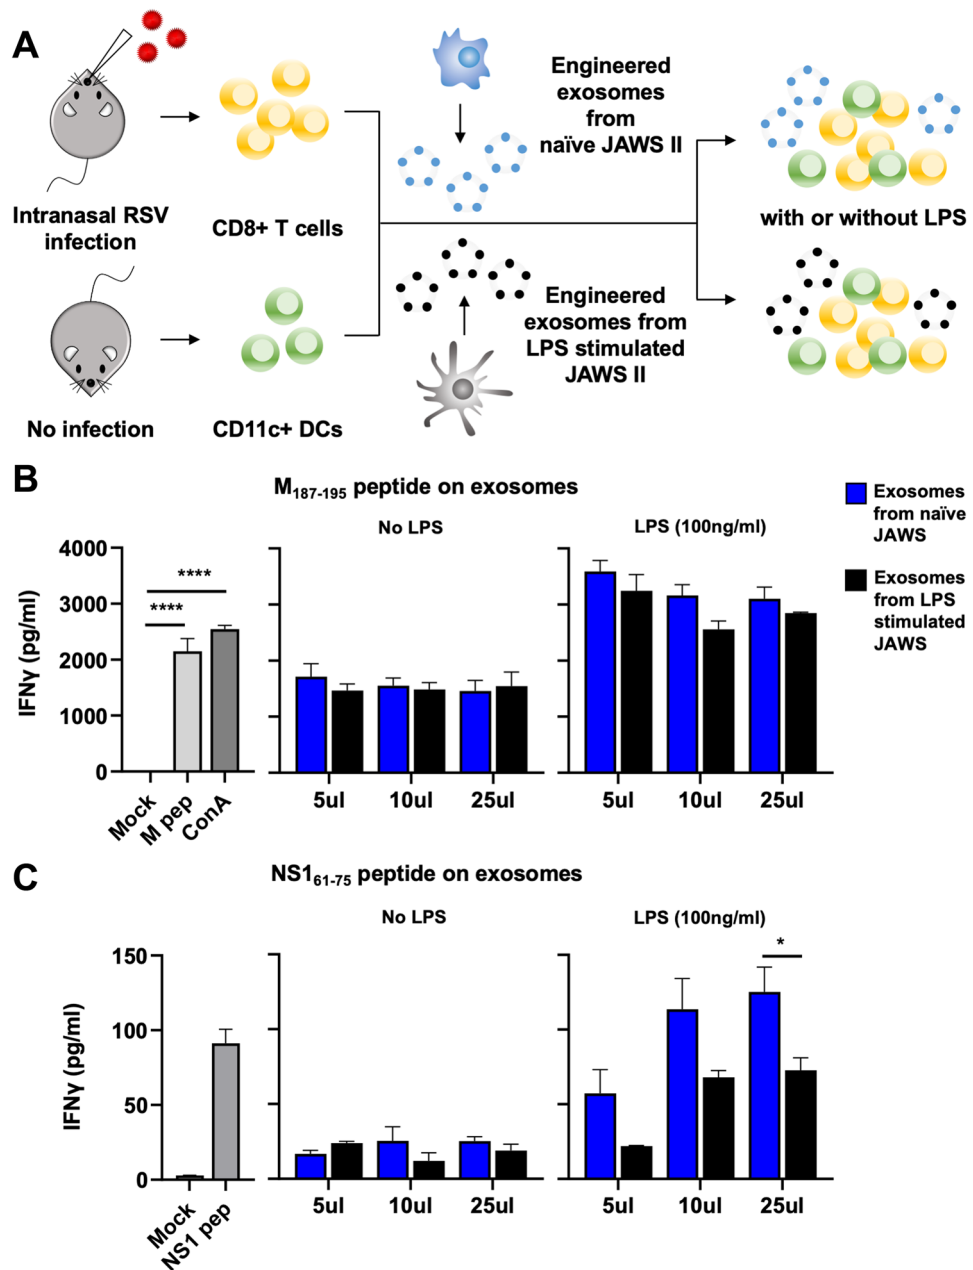 A
Intranasal RSV
infection
CD8+ T cells
Engineered
exosomes
from
naïve JAWS II
with or without LPS
No infection
CD11c+ DCs
Engineered
exosomes from
LPS stimulated
JAWS II
B
M187-195 peptide on exosomes
No LPS
LPS (100ng/ml)
Exosomes
from naïve
JAWS
Exosomes
from LPS
stimulated
JAWS
IFNγ (pg/ml)
4000
3000
2000
1000
0
****
****
Mock
M pep
ConA
5ul
10ul
25ul
5ul
10ul
25ul
C
NS161-75 peptide on exosomes
No LPS
LPS (100ng/ml)
IFNγ (pg/ml)
150
100
50
0
*
Mock
NS1 pep
5ul
10ul
25ul
5ul
10ul
25ul